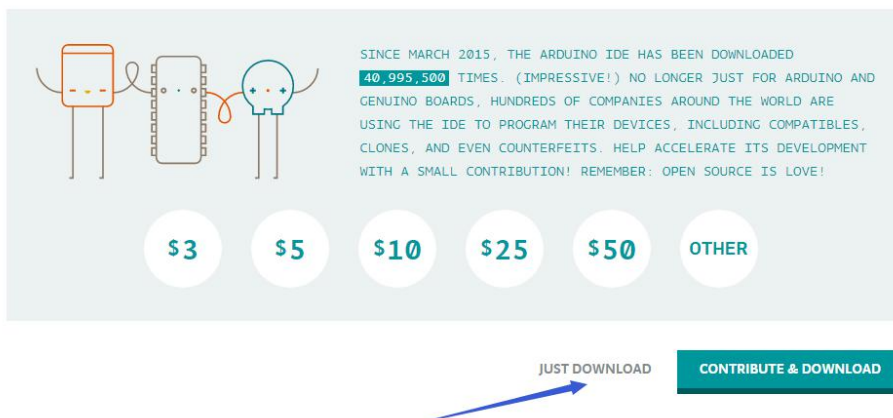 SINCE MARCH 2015, THE ARDUINO IDE HAS BEEN DOWNLOADED
40,995,500 TIMES. (IMPRESSIVE!) NO LONGER JUST FOR ARDUINO AND
GENUINO BOARDS, HUNDREDS OF COMPANIES AROUND THE WORLD ARE
USING THE IDE TO PROGRAM THEIR DEVICES, INCLUDING COMPATIBLES,
CLONES, AND EVEN COUNTERFEITS. HELP ACCELERATE ITS DEVELOPMENT
WITH A SMALL CONTRIBUTION! REMEMBER: OPEN SOURCE IS LOVE!
$3 $5 $10 $25 $50 OTHER
JUST DOWNLOAD CONTRIBUTE & DOWNLOAD